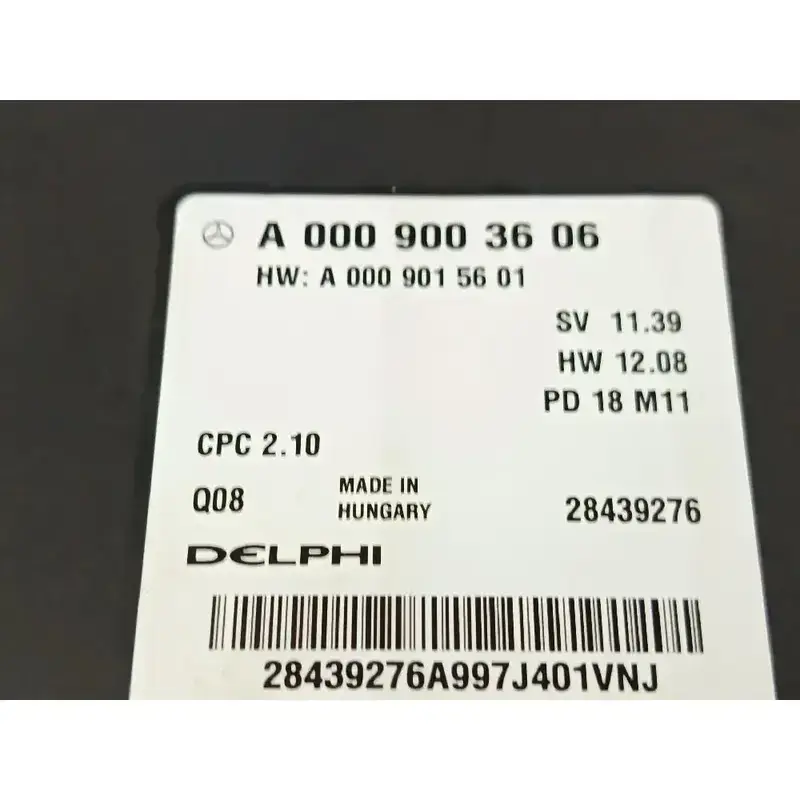 A 000 900 36 06
HW: A 000 901 56 01
SV 11.39
HW 12.08
PD 18 M11
CPC 2.10
Q08
MADE IN
HUNGARY
28439276
DELPHI
28439276A997J401VNJ